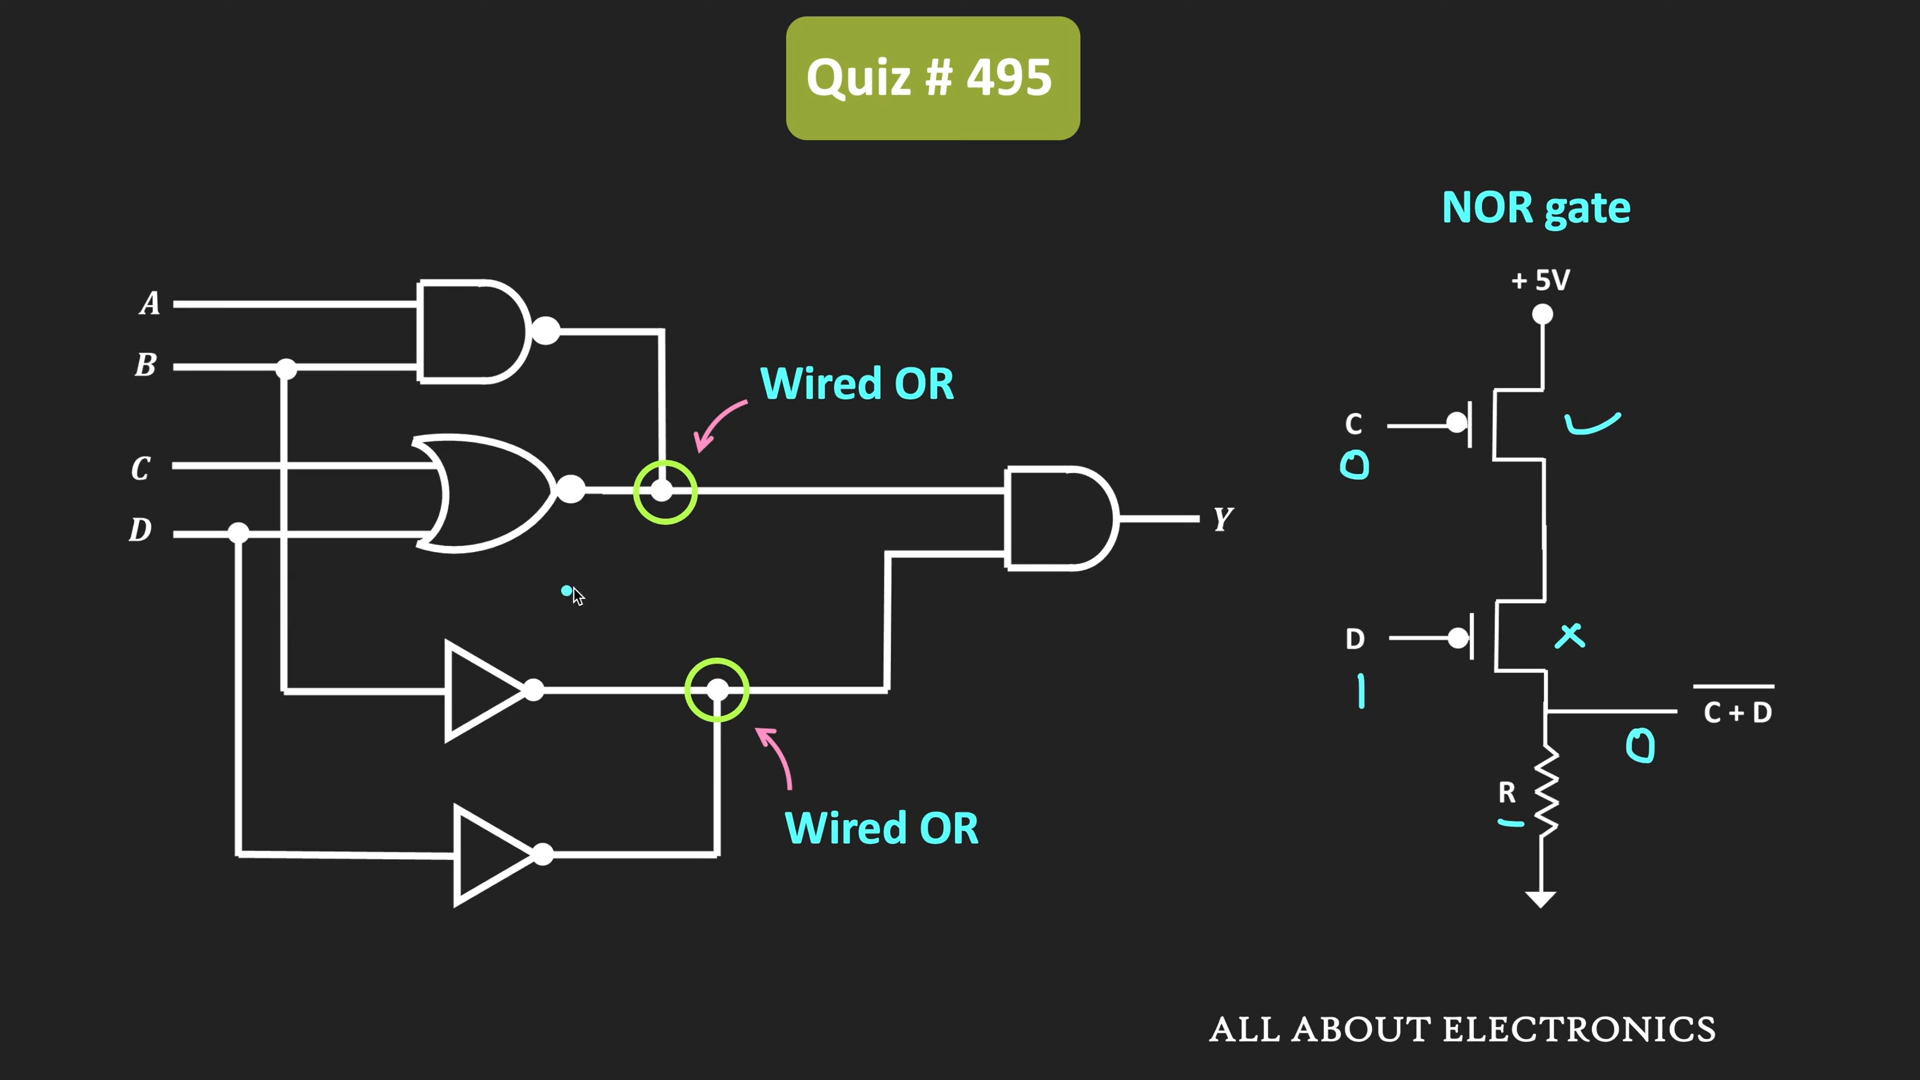 Quiz # 495
NOR gate
+ 5V
A
B
Wired OR
C
0
C
D
Y
D
1
C + D
0
R
Wired OR
ALL ABOUT ELECTRONICS